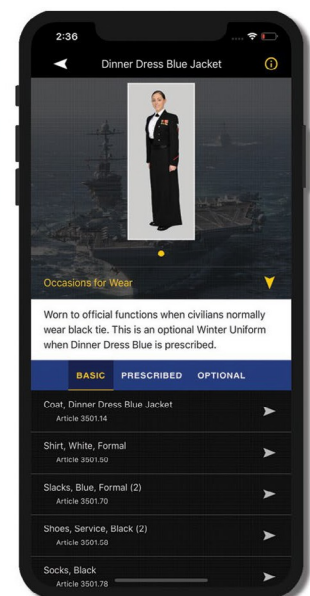 2:36
Dinner Dress Blue Jacket
Occasions for Wear
Worn to official functions when civilians normally
wear black tie. This is an optional Winter Uniform
when Dinner Dress Blue is prescribed.
BASIC PRESCRIBED OPTIONAL
Coat, Dinner Dress Blue Jacket
Article 3501.14
Shirt, White, Formal
Article 3501.50
Slacks, Blue, Formal (2)
Article 3501.70
Shoes, Service, Black (2)
Article 3501.58
Socks, Black
Article 3501.78